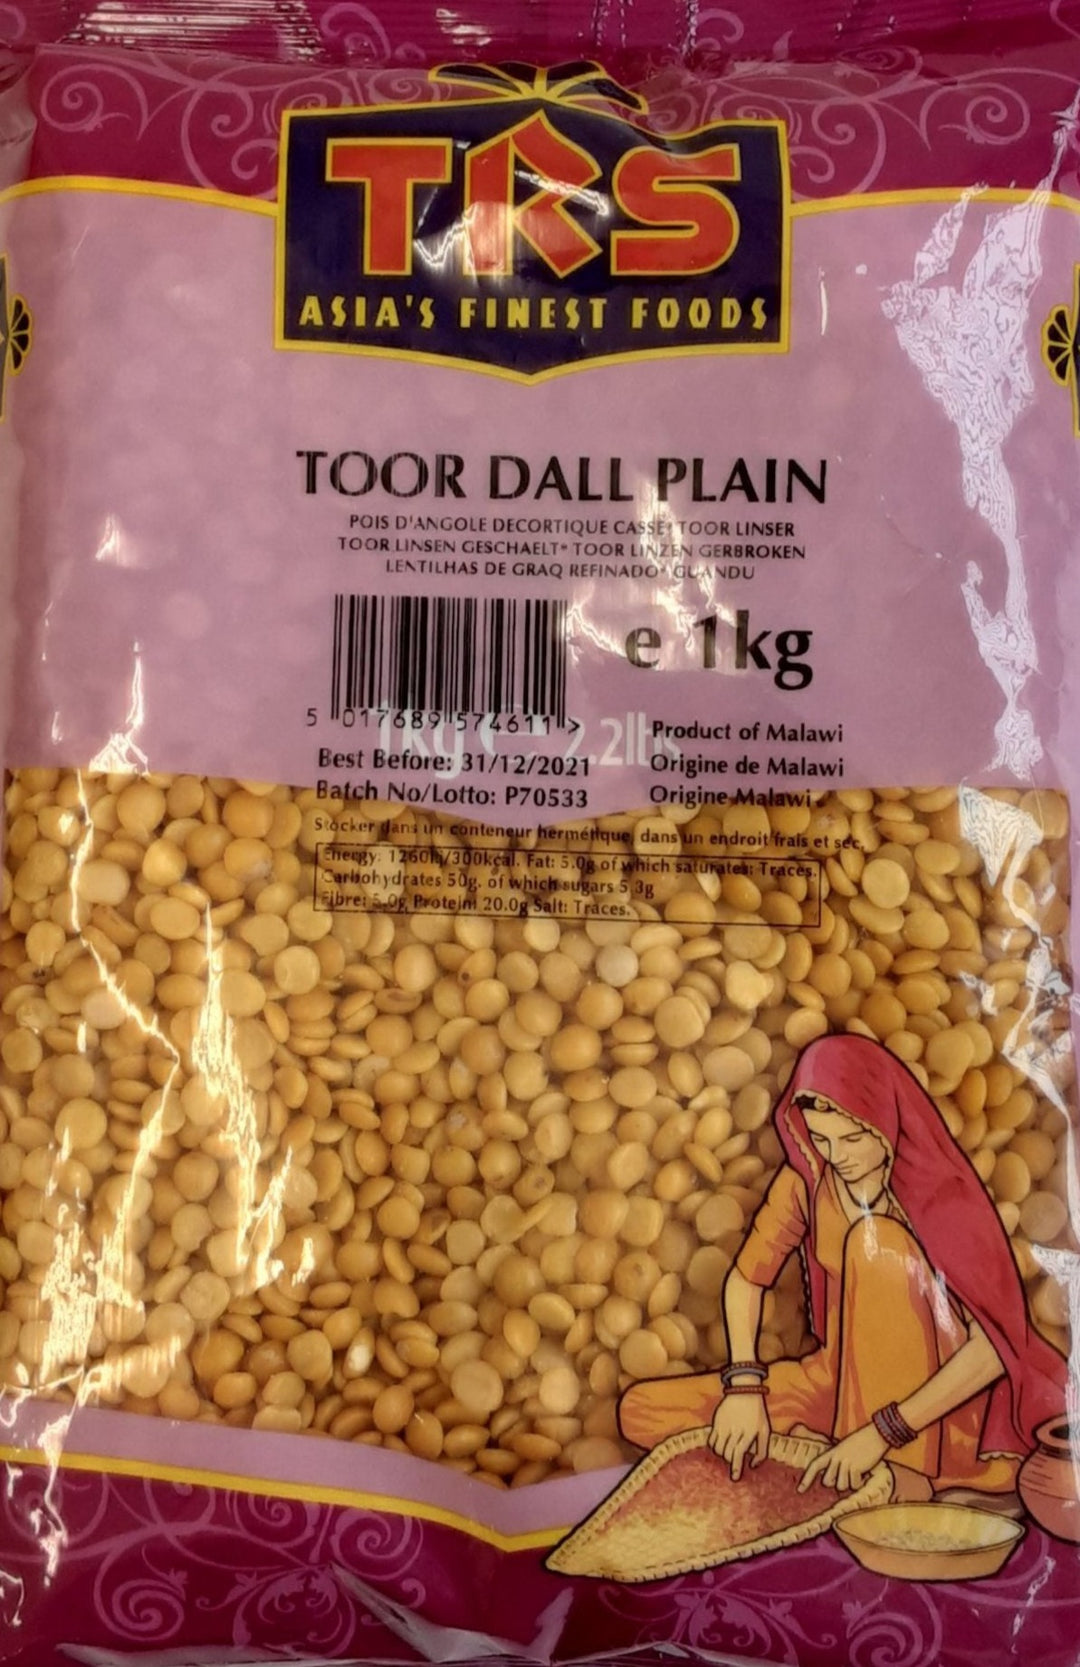 TRS
ASIA'S FINEST FOODS
TOOR DALL PLAIN
POIS D'ANGOLE DECORTIQUE CASSE* TOOR LINSER
TOOR LINSEN GESCHAELT* TOOR LINZEN GERBROKEN
LENTILHAS DE GRAQ REFINADO* GUANDU
e 1kg
5 017689 574611 >
1kg e 2.2lbs
Product of Malawi
Best Before: 31/12/2021
Origine de Malawi
Batch No/Lotto: P70533
Origine Malawi
Stocker dans un conteneur hermétique, dans un endroit frais et sec,
Energy: 1260kj/300kcal. Fat: 5.0g of which saturates: Traces.
Carbohydrates 50g. of which sugars 5.3g
Fibre: 5.0g Proteini 20.0g Salt: Traces.